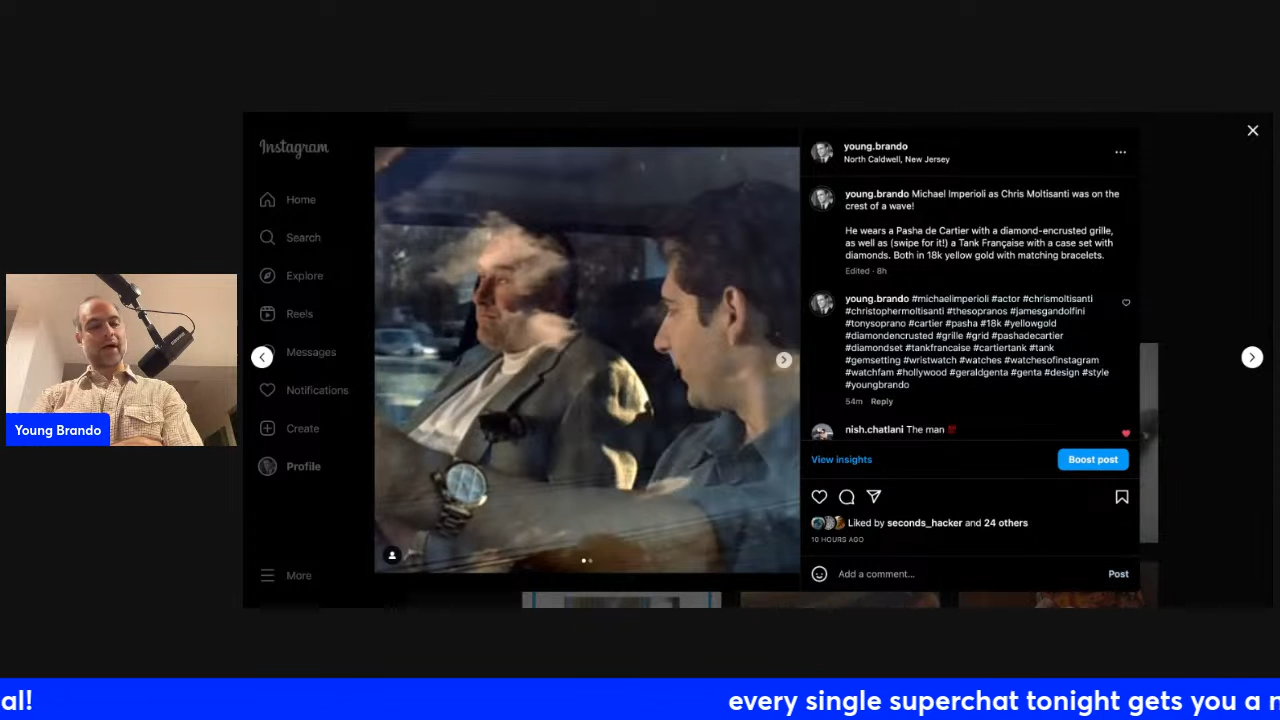 Instagram
Home
Search
Explore
Reels
Messages
Notifications
Create
Profile
More
Young Brando
young.brando
North Caldwell, New Jersey
young.brando Michael Imperioli as Chris Moltisanti was on the
crest of a wave!
He wears a Pasha de Cartier with a diamond-encrusted grille,
as well as (swipe for it!) a Tank Française with a case set with
diamonds. Both in 18k yellow gold with matching bracelets.
Edited · 8h
young.brando #michaelimperioli #actor #chrismoltisanti
#christophermoltisanti #thesopranos #jamesgandolfini
#tonysoprano #cartier #pasha #18k #yellowgold
#diamondencrusted #grille #grid #pashadecartier
#diamondset #tankfrancaise #cartiertank #tank
#gemsetting #wristwatch #watches #watchesofinstagram
#watchfam #hollywood #geraldgenta #genta #design #style
#youngbrando
54m Reply
nish.chatlani The man
View insights
Boost post
Liked by seconds_hacker and 24 others
10 HOURS AGO
Add a comment...
Post
al!
every single superchat tonight gets you a